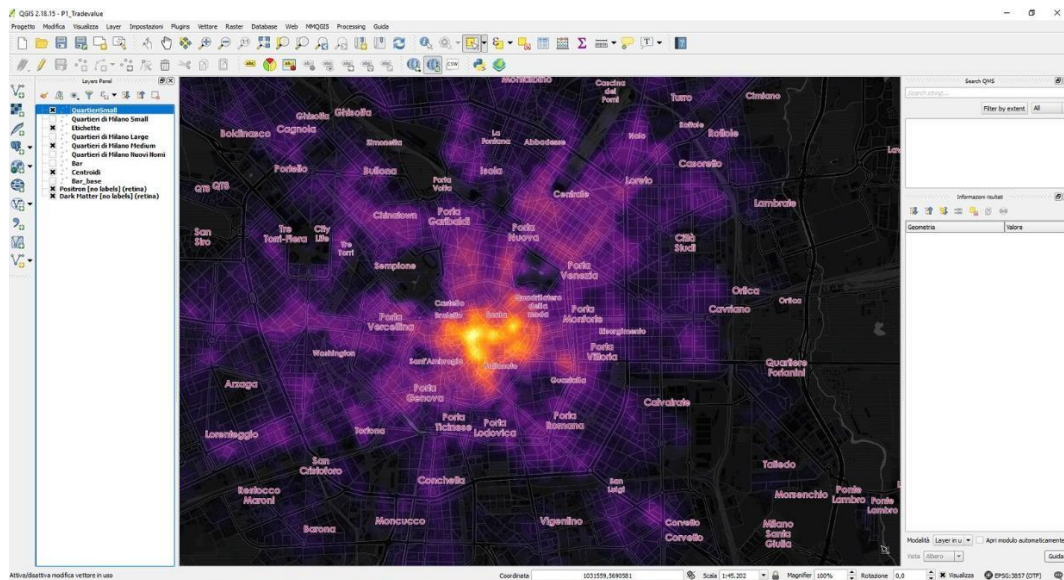 QGIS 2.18.15 - P1_Tradevalue
Progetto Modifica Visualizza Layer Impostazioni Plugins Vettore Raster Database Web MMQGIS Processing Guida
Layers Panel
QuartieriSmall
Quartieri di Milano Small
Etichette
Quartieri di Milano Large
Quartieri di Milano Medium
Quartieri di Milano Nuovi Nomi
Bar
Centroidi
Bar_base
Positron [no labels] (retina)
Dark Matter [no labels] (retina)
Cascina dei Pomi
Turro
Cimiano
Ghisolfa
Ghisolfa
Boldinasco
Cagnola
Simonetta
La Fontana
Abbadesse
Nolo
Rottole
Rottole
Portello
Bullona
Porta Volta
Isola
Casoretto
Loreto
Centrale
QT8
QT8
Lambrate
Chinatown
Porta Garibaldi
Porta Nuova
San Siro
Tre Torri-Fiera
City Life
Tre Torri
Città Studi
Sempione
Porta Venezia
Castello
Quadrilatero della moda
Ortica
Ortica
Cavriano
Porta Vercellina
Scala
Porta Monforte
Risorgimento
Washington
Porta Vittoria
Sant'Ambrogio
Quartiere Forlanini
Guastalla
Arzaga
Porta Genova
Calvairate
Porta Ticinese
Porta Lodovica
Porta Romana
Lorenteggio
Tortona
San Cristoforo
Conchetta
San Luigi
Taliedo
Restocco Maroni
Morsenchio
Ponte Lambro
Ponte Lambro
Barona
Moncucco
Vigentino
Corvetto
Corvetto
Milano Santa Giulia
Search QMS
Filter by extent All
Informazioni risultati
Geometria Valore
Modalità Layer in u Apri modulo automaticamente
Vista Albero Guida
Attiva/disattiva modifica vettore in uso
Coordinata 1031559,5690581 Scala 1:45.202 Magnifier 100% Rotazione 0,0 Visualizza EPSG:3857 (OTF)